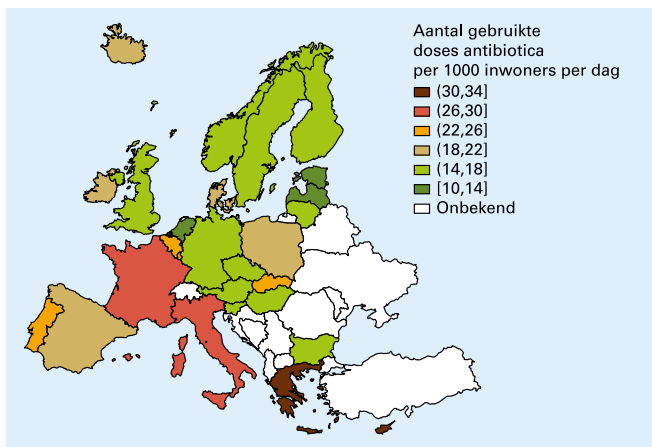 Aantal gebruikte
doses antibiotica
per 1000 inwoners per dag
(30,34]
(26,30]
(22,26]
(18,22]
(14,18]
[10,14]
Onbekend